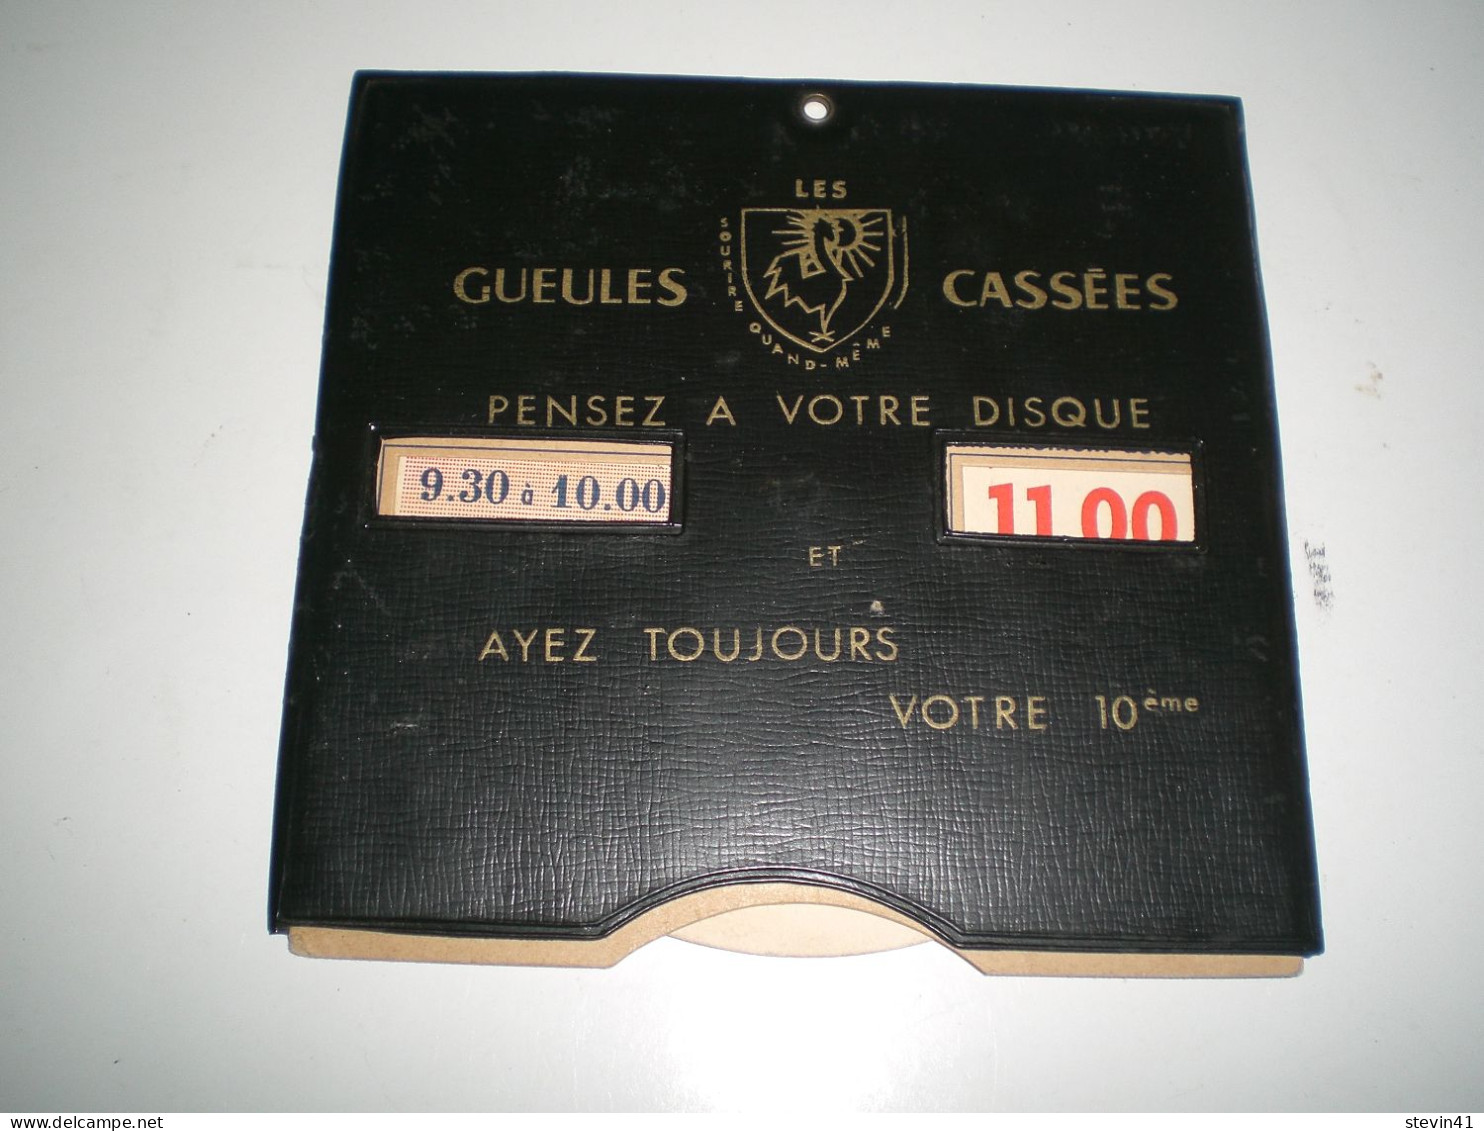 LES
GUEULES CASSÉES
SOURIRE QUAND-MÊME
PENSEZ A VOTRE DISQUE
9.30 à 10.00
11.00
ET
AYEZ TOUJOURS
VOTRE 10ème
www.delcampe.net
stevin41